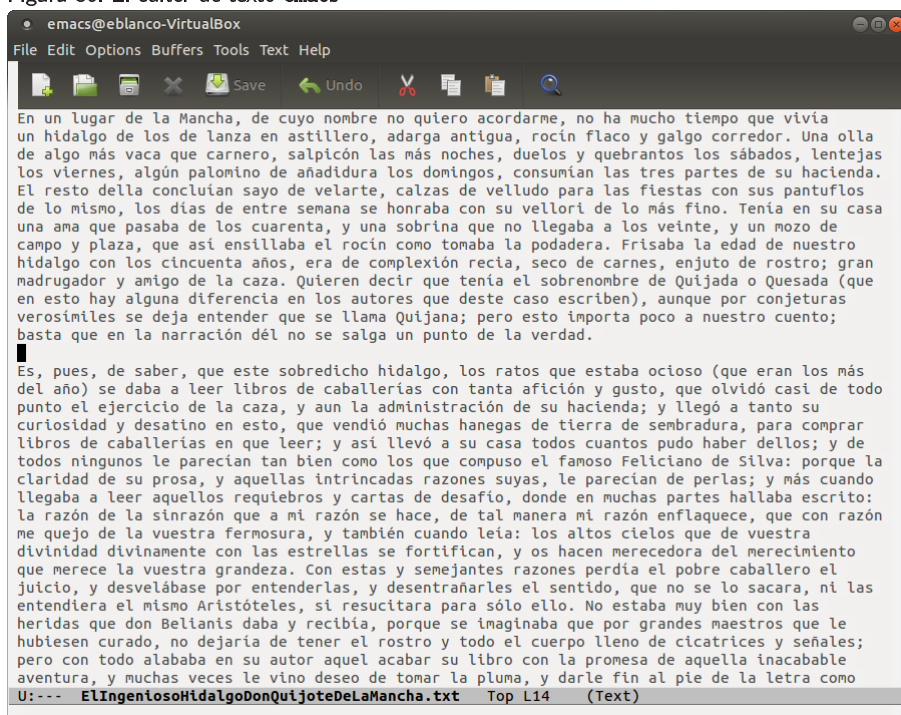 Figura 36: El editor de texto emacs
emacs@eblanco-VirtualBox
File Edit Options Buffers Tools Text Help
Save Undo
En un lugar de la Mancha, de cuyo nombre no quiero acordarme, no ha mucho tiempo que vivía
un hidalgo de los de lanza en astillero, adarga antigua, rocín flaco y galgo corredor. Una olla
de algo más vaca que carnero, salpicón las más noches, duelos y quebrantos los sábados, lentejas
los viernes, algún palomino de añadidura los domingos, consumían las tres partes de su hacienda.
El resto della concluían sayo de velarte, calzas de velludo para las fiestas con sus pantuflos
de lo mismo, los días de entre semana se honraba con su vellori de lo más fino. Tenía en su casa
una ama que pasaba de los cuarenta, y una sobrina que no llegaba a los veinte, y un mozo de
campo y plaza, que así ensillaba el rocín como tomaba la podadera. Frisaba la edad de nuestro
hidalgo con los cincuenta años, era de complexión recia, seco de carnes, enjuto de rostro; gran
madrugador y amigo de la caza. Quieren decir que tenía el sobrenombre de Quijada o Quesada (que
en esto hay alguna diferencia en los autores que deste caso escriben), aunque por conjeturas
verosímiles se deja entender que se llama Quijana; pero esto importa poco a nuestro cuento;
basta que en la narración dél no se salga un punto de la verdad.
Es, pues, de saber, que este sobredicho hidalgo, los ratos que estaba ocioso (que eran los más
del año) se daba a leer libros de caballerías con tanta afición y gusto, que olvidó casi de todo
punto el ejercicio de la caza, y aun la administración de su hacienda; y llegó a tanto su
curiosidad y desatino en esto, que vendió muchas hanegas de tierra de sembradura, para comprar
libros de caballerías en que leer; y así llevó a su casa todos cuantos pudo haber dellos; y de
todos ningunos le parecían tan bien como los que compuso el famoso Feliciano de Silva: porque la
claridad de su prosa, y aquellas intrincadas razones suyas, le parecían de perlas; y más cuando
llegaba a leer aquellos requiebros y cartas de desafío, donde en muchas partes hallaba escrito:
la razón de la sinrazón que a mi razón se hace, de tal manera mi razón enflaquece, que con razón
me quejo de la vuestra fermosura, y también cuando leía: los altos cielos que de vuestra
divinidad divinamente con las estrellas se fortifican, y os hacen merecedora del merecimiento
que merece la vuestra grandeza. Con estas y semejantes razones perdía el pobre caballero el
juicio, y desvelábase por entenderlas, y desentrañarles el sentido, que no se lo sacara, ni las
entendiera el mismo Aristóteles, si resucitara para sólo ello. No estaba muy bien con las
heridas que don Belianis daba y recibía, porque se imaginaba que por grandes maestros que le
hubiesen curado, no dejaría de tener el rostro y todo el cuerpo lleno de cicatrices y señales;
pero con todo alababa en su autor aquel acabar su libro con la promesa de aquella inacabable
aventura, y muchas veces le vino deseo de tomar la pluma, y darle fin al pie de la letra como
U:--- ElIngeniosoHidalgoDonQuijoteDeLaMancha.txt Top L14 (Text)